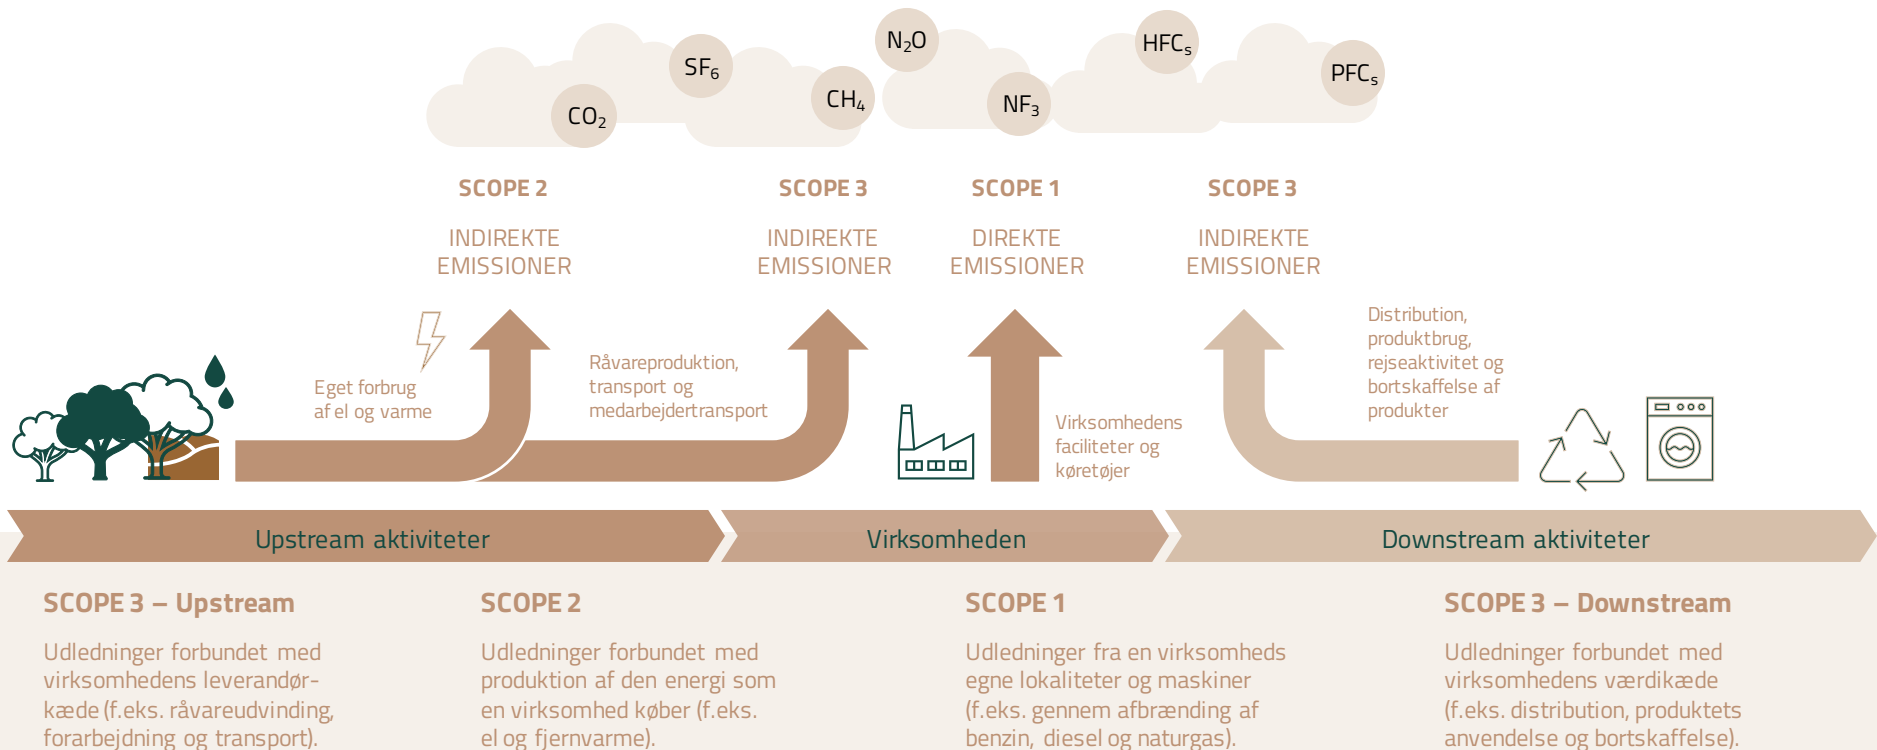 N₂O
HFCₛ
SF₆
PFCₛ
CH₄
NF₃
CO₂
SCOPE 2
INDIREKTE
EMISSIONER
SCOPE 3
INDIREKTE
EMISSIONER
SCOPE 1
DIREKTE
EMISSIONER
SCOPE 3
INDIREKTE
EMISSIONER
Eget forbrug
af el og varme
Råvareproduktion,
transport og
medarbejdertransport
Virksomhedens
faciliteter og
køretøjer
Distribution,
produktbrug,
rejseaktivitet og
bortskaffelse af
produkter
Upstream aktiviteter
Virksomheden
Downstream aktiviteter
SCOPE 3 – Upstream
Udledninger forbundet med
virksomhedens leverandør-
kæde (f.eks. råvareudvinding,
forarbejdning og transport).
SCOPE 2
Udledninger forbundet med
produktion af den energi som
en virksomhed køber (f.eks.
el og fjernvarme).
SCOPE 1
Udledninger fra en virksomheds
egne lokaliteter og maskiner
(f.eks. gennem afbrænding af
benzin, diesel og naturgas).
SCOPE 3 – Downstream
Udledninger forbundet med
virksomhedens værdikæde
(f.eks. distribution, produktets
anvendelse og bortskaffelse).